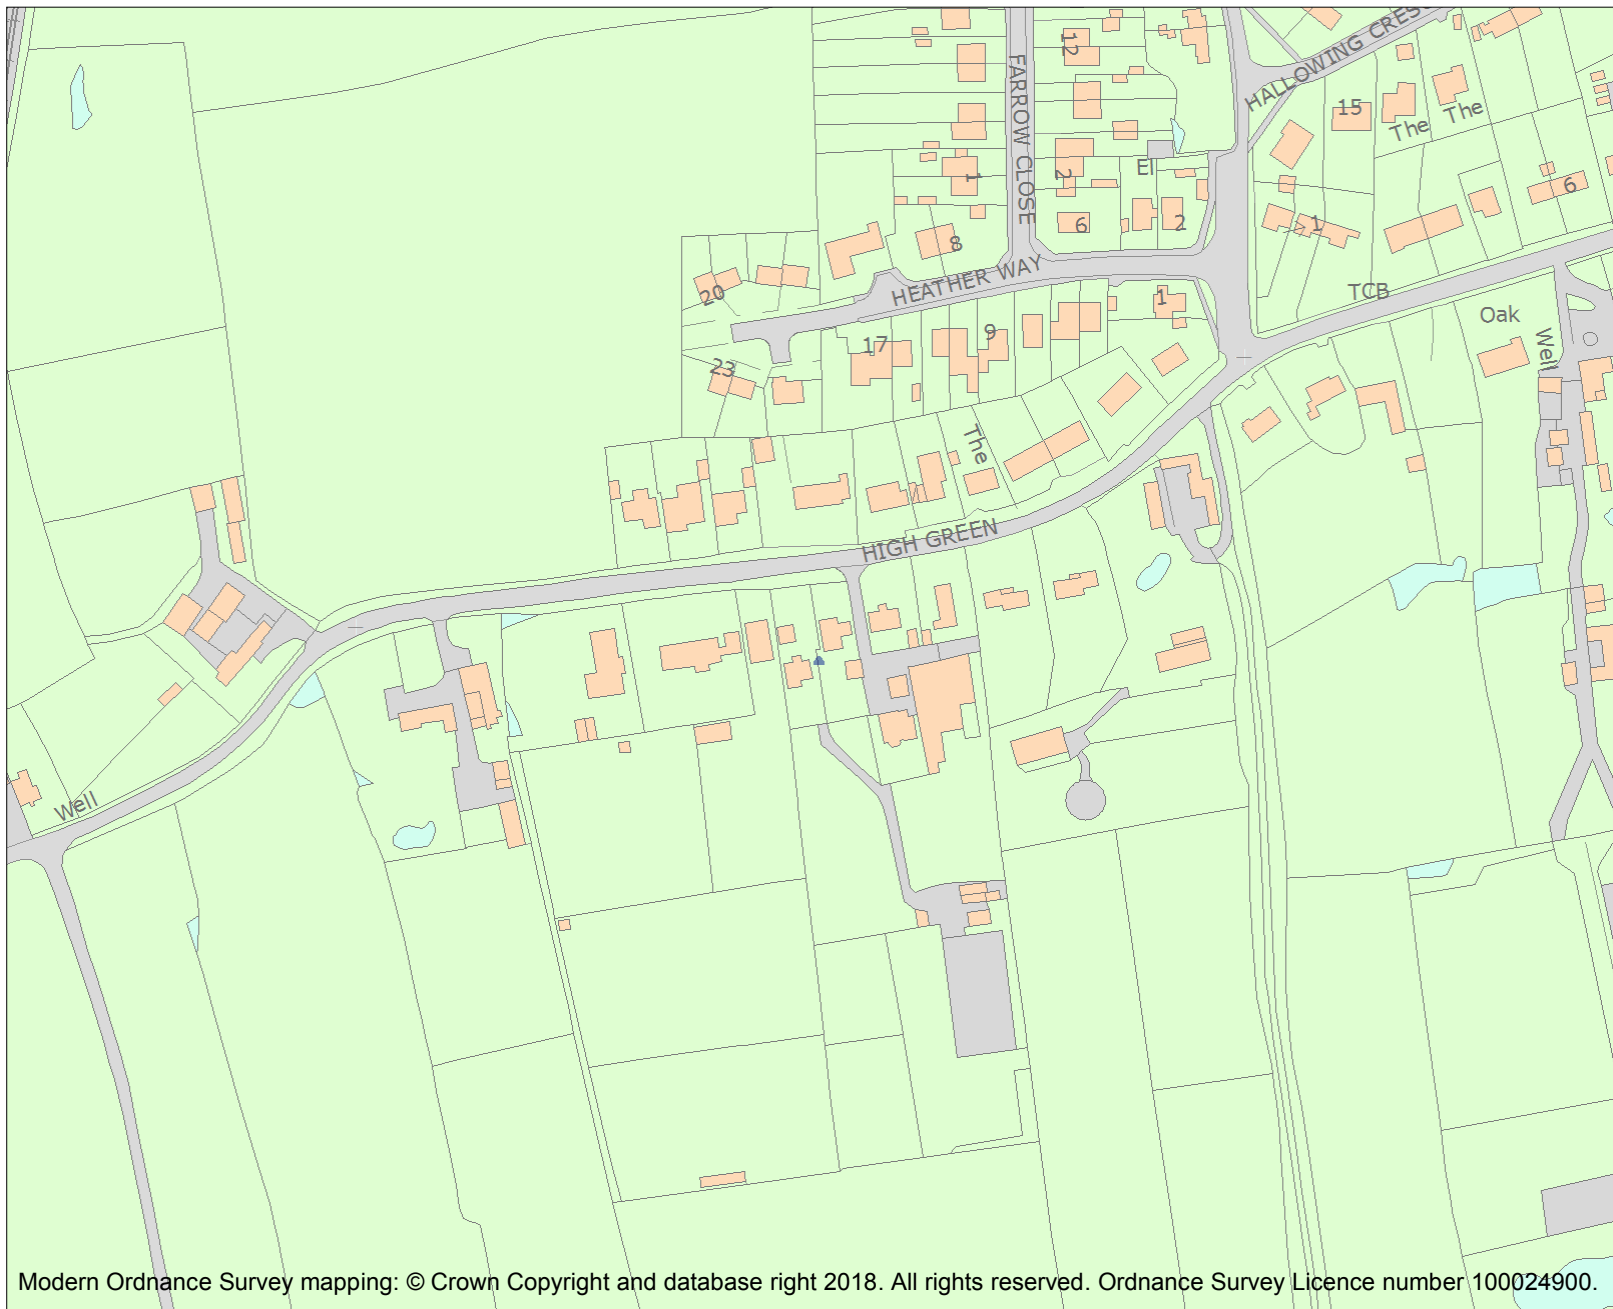 HALLOWING CRESC
12
FARROW CLOSE
15
The
The
El
1
2
6
6
2
1
8
HEATHER WAY
20
TCB
1
Oak
9
17
Well
23
The
HIGH GREEN
Well
Modern Ordnance Survey mapping: © Crown Copyright and database right 2018. All rights reserved. Ordnance Survey Licence number 100024900.